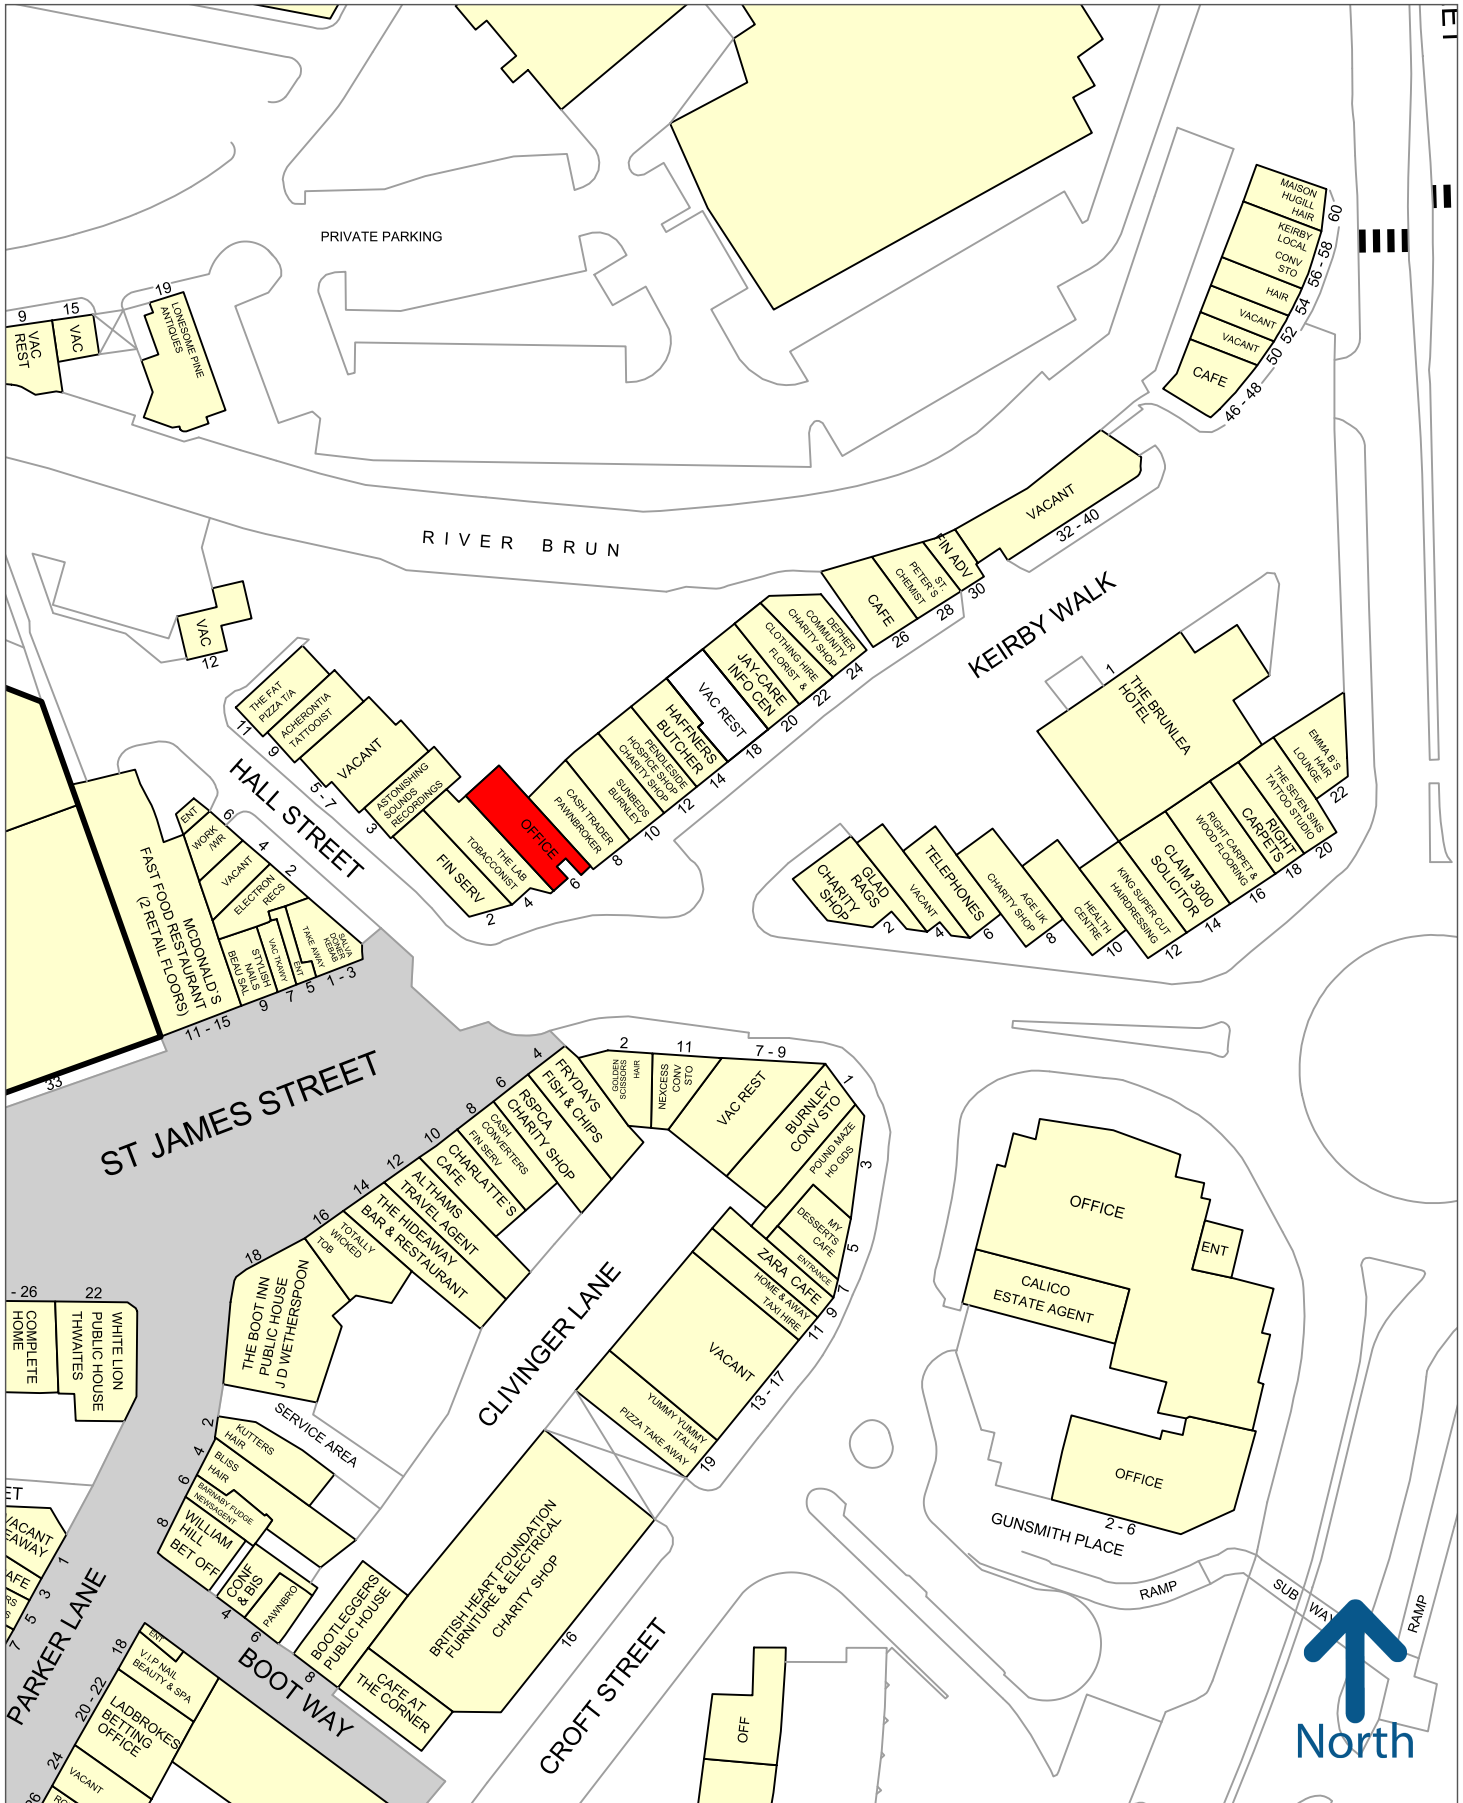 PRIVATE PARKING
19
LONESOME PINE
ANTIQUES
9
15
VAC
REST
VAC
MAISON
HUGILL
HAIR
60
KEIRBY
LOCAL
CONV
STO
56 - 58
HAIR
54
VACANT
52
VACANT
50
CAFE
46 - 48
RIVER BRUN
VACANT
32 - 40
FIN ADV
30
ST.
PETER'S
CHEMIST
28
CAFE
26
KEIRBY WALK
DEPHER
COMMUNITY
CHARITY SHOP
24
CLOTHING HIRE
FLORIST &
22
JAY-CARE
INFO CEN
20
VAC REST
18
HAFFNERS
BUTCHER
14
PENDLESIDE
HOSPICE SHOP
CHARITY SHOP
12
SUNBEDS
BURNLEY
10
CASH TRADER
PAWNBROKER
8
OFFICE
6
THE LAB
TOBACCONIST
4
FIN SERV
2
VAC
12
THE FAT
PIZZA T/A
11
ACHERONTIA
TATTOOIST
9
VACANT
5 - 7
ASTONISHING
SOUNDS
RECORDINGS
3
HALL STREET
1
THE BRUNLEA
HOTEL
EMMA B'S
HAIR
LOUNGE
22
THE SEVEN SINS
TATTOO STUDIO
20
RIGHT
CARPETS
18
RIGHT CARPET &
WOOD FLOORING
16
CLAIM 3000
SOLICITOR
14
KING SUPER CUT
HAIRDRESSING
12
HEALTH
CENTRE
10
AGE UK
CHARITY SHOP
8
TELEPHONES
6
VACANT
4
GLAD
RAGS
CHARITY
SHOP
2
ENT
6
WORK
/WR
4
VACANT
2
ELECTRON
RECS
FAST FOOD RESTAURANT
MCDONALD`S
(2 RETAIL FLOORS)
11 - 15
BEAU SAL
NAILS
STYLISH
9
VAC TKAWY
7
ENT
5
TAKE AWAY
SALVA
DONER
KEBAB
1 - 3
33
ST JAMES STREET
4
FRYDAYS
FISH & CHIPS
6
RSPCA
CHARITY SHOP
8
CASH
CONVERTERS
FIN SERV
10
CHARLATTE`S
CAFE
12
ALTHAMS
TRAVEL AGENT
14
THE HIDEAWAY
BAR & RESTAURANT
16
TOTALLY
WICKED
TOB
18
THE BOOT INN
PUBLIC HOUSE
J D WETHERSPOON
2
GOLDEN
SCISSORS
HAIR
11
NEXCESS
CONV
STO
7 - 9
VAC REST
1
BURNLEY
CONV STO
POUND MAZE
HO GDS
3
MY
DESSERTS
CAFE
5
ENTRANCE
7
ZARA CAFE
9
HOME & AWAY
TAXI HIRE
11
VACANT
13 - 17
YUMMY YUMMY
ITALIA
PIZZA TAKE AWAY
19
CLIVINGER LANE
OFFICE
ENT
CALICO
ESTATE AGENT
OFFICE
2 - 6
GUNSMITH PLACE
RAMP
SUB WAY
RAMP
North
- 26
22
COMPLETE
HOME
WHITE LION
PUBLIC HOUSE
THWAITES
SERVICE AREA
2
KUTTERS
HAIR
4
BLISS
HAIR
6
BARNABY FUDGE
NEWSAGENT
8
WILLIAM
HILL
BET OFF
CONF
& BIS
4
PAWNBRO
6
BOOTLEGGERS
PUBLIC HOUSE
8
BRITISH HEART FOUNDATION
FURNITURE & ELECTRICAL
CHARITY SHOP
16
CAFE AT
THE CORNER
BOOT WAY
CROFT STREET
OFF
ET
VACANT
EAWAY
1
AFE
3
RS
S
5
7
PARKER LANE
18
ENT
V.I.P NAIL
BEAUTY & SPA
20 - 22
LADBROKES
BETTING
OFFICE
24
VACANT
26